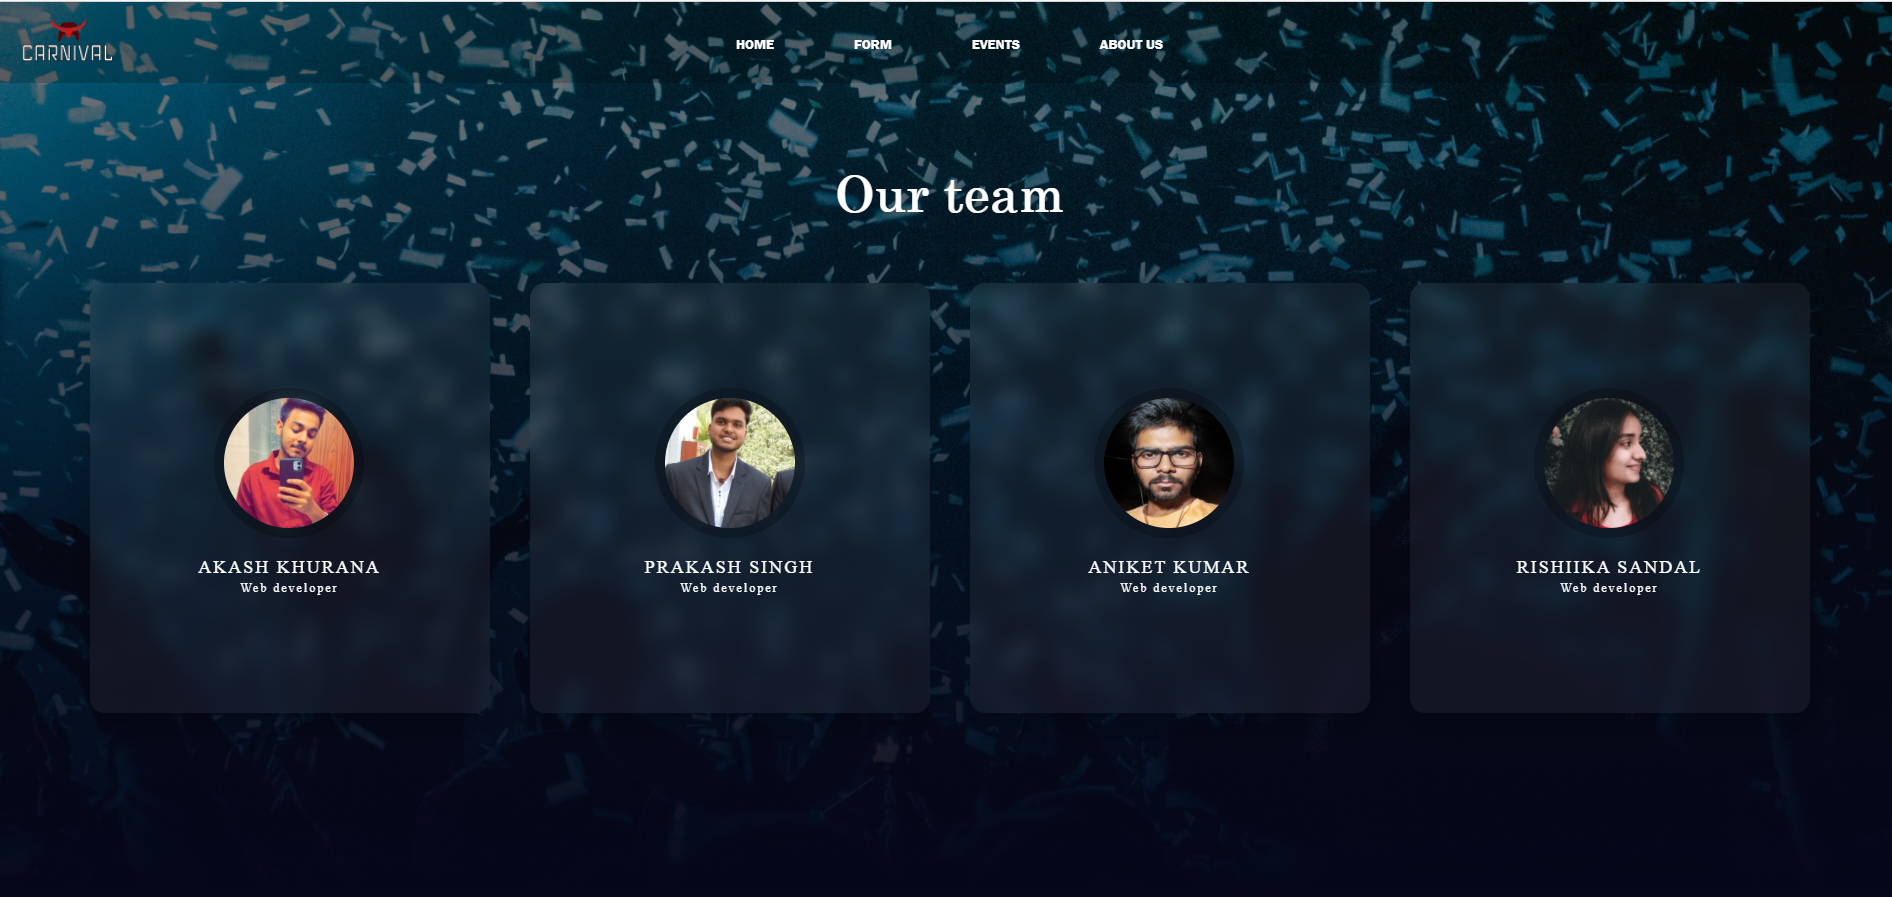 CARNIVAL
HOME FORM EVENTS ABOUT US
Our team
AKASH KHURANA
Web developer
PRAKASH SINGH
Web developer
ANIKET KUMAR
Web developer
RISHIIKA SANDAL
Web developer